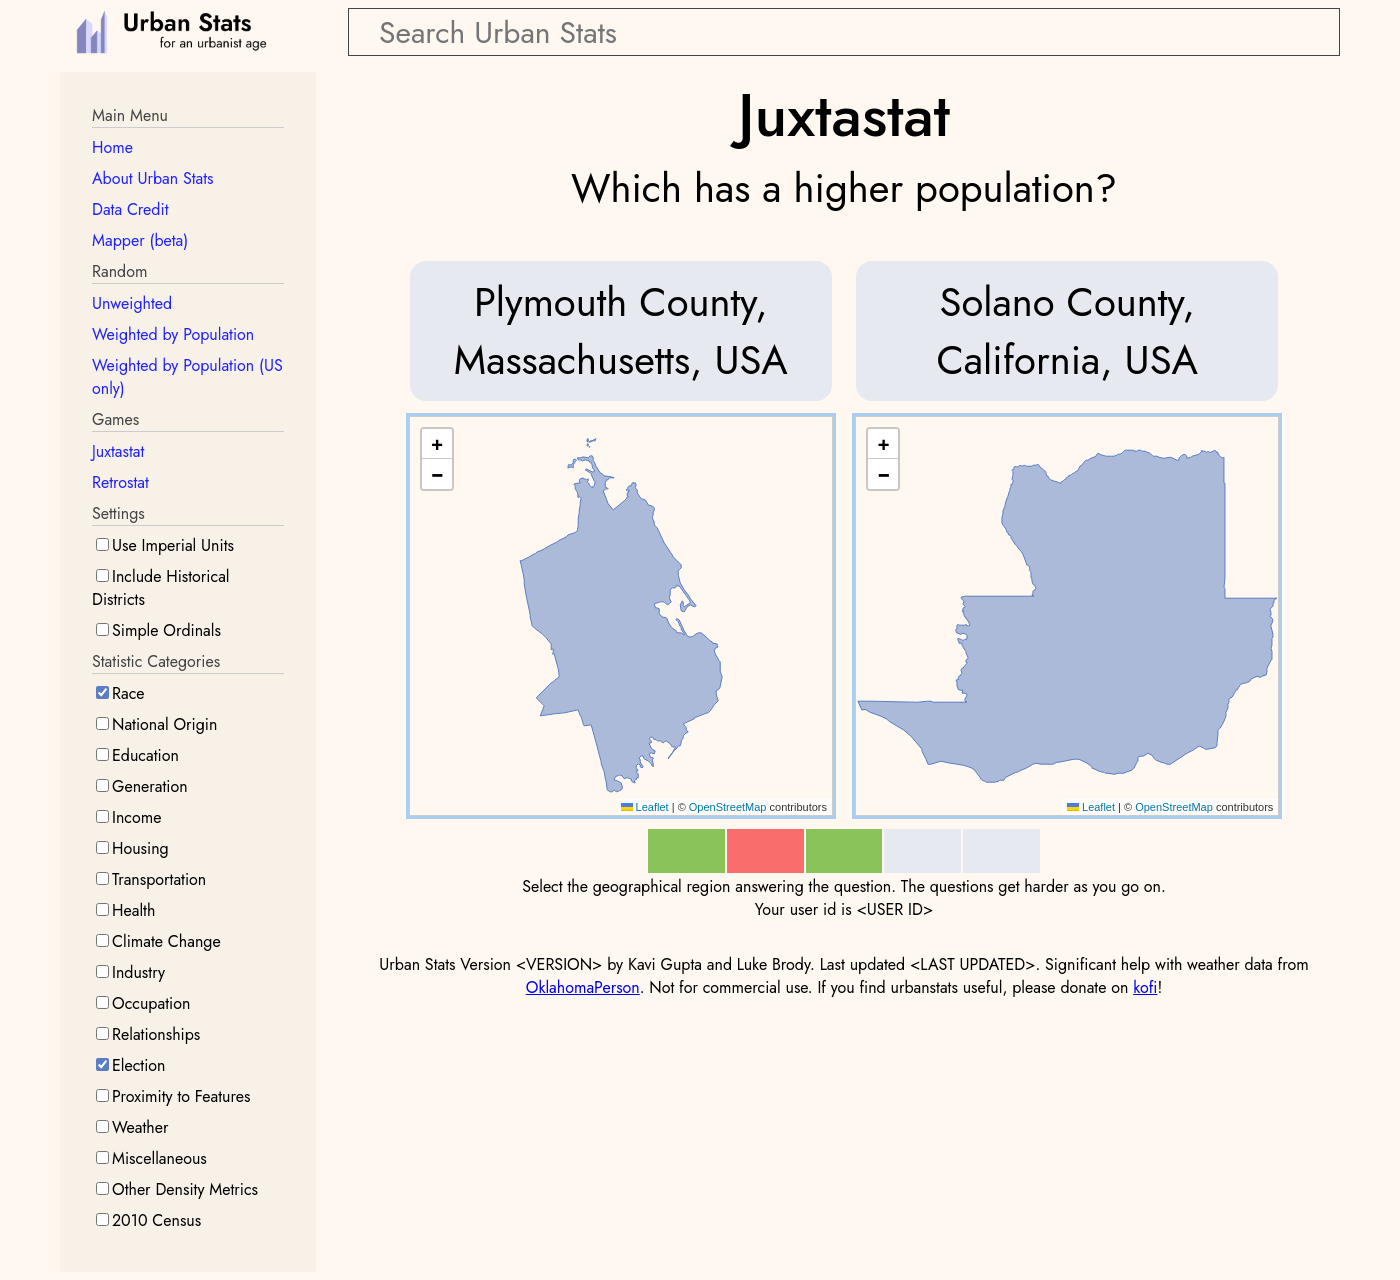 Urban Stats
for an urbanist age
Search Urban Stats
Main Menu
Home
About Urban Stats
Data Credit
Mapper (beta)
Random
Unweighted
Weighted by Population
Weighted by Population (US
only)
Games
Juxtastat
Retrostat
Settings
Use Imperial Units
Include Historical
Districts
Simple Ordinals
Statistic Categories
Race
National Origin
Education
Generation
Income
Housing
Transportation
Health
Climate Change
Industry
Occupation
Relationships
Election
Proximity to Features
Weather
Miscellaneous
Other Density Metrics
2010 Census
Juxtastat
Which has a higher population?
Plymouth County,
Massachusetts, USA
Solano County,
California, USA
+
−
Leaflet | © OpenStreetMap contributors
+
−
Leaflet | © OpenStreetMap contributors
Select the geographical region answering the question. The questions get harder as you go on.
Your user id is <USER ID>
Urban Stats Version <VERSION> by Kavi Gupta and Luke Brody. Last updated <LAST UPDATED>. Significant help with weather data from
OklahomaPerson. Not for commercial use. If you find urbanstats useful, please donate on kofi!